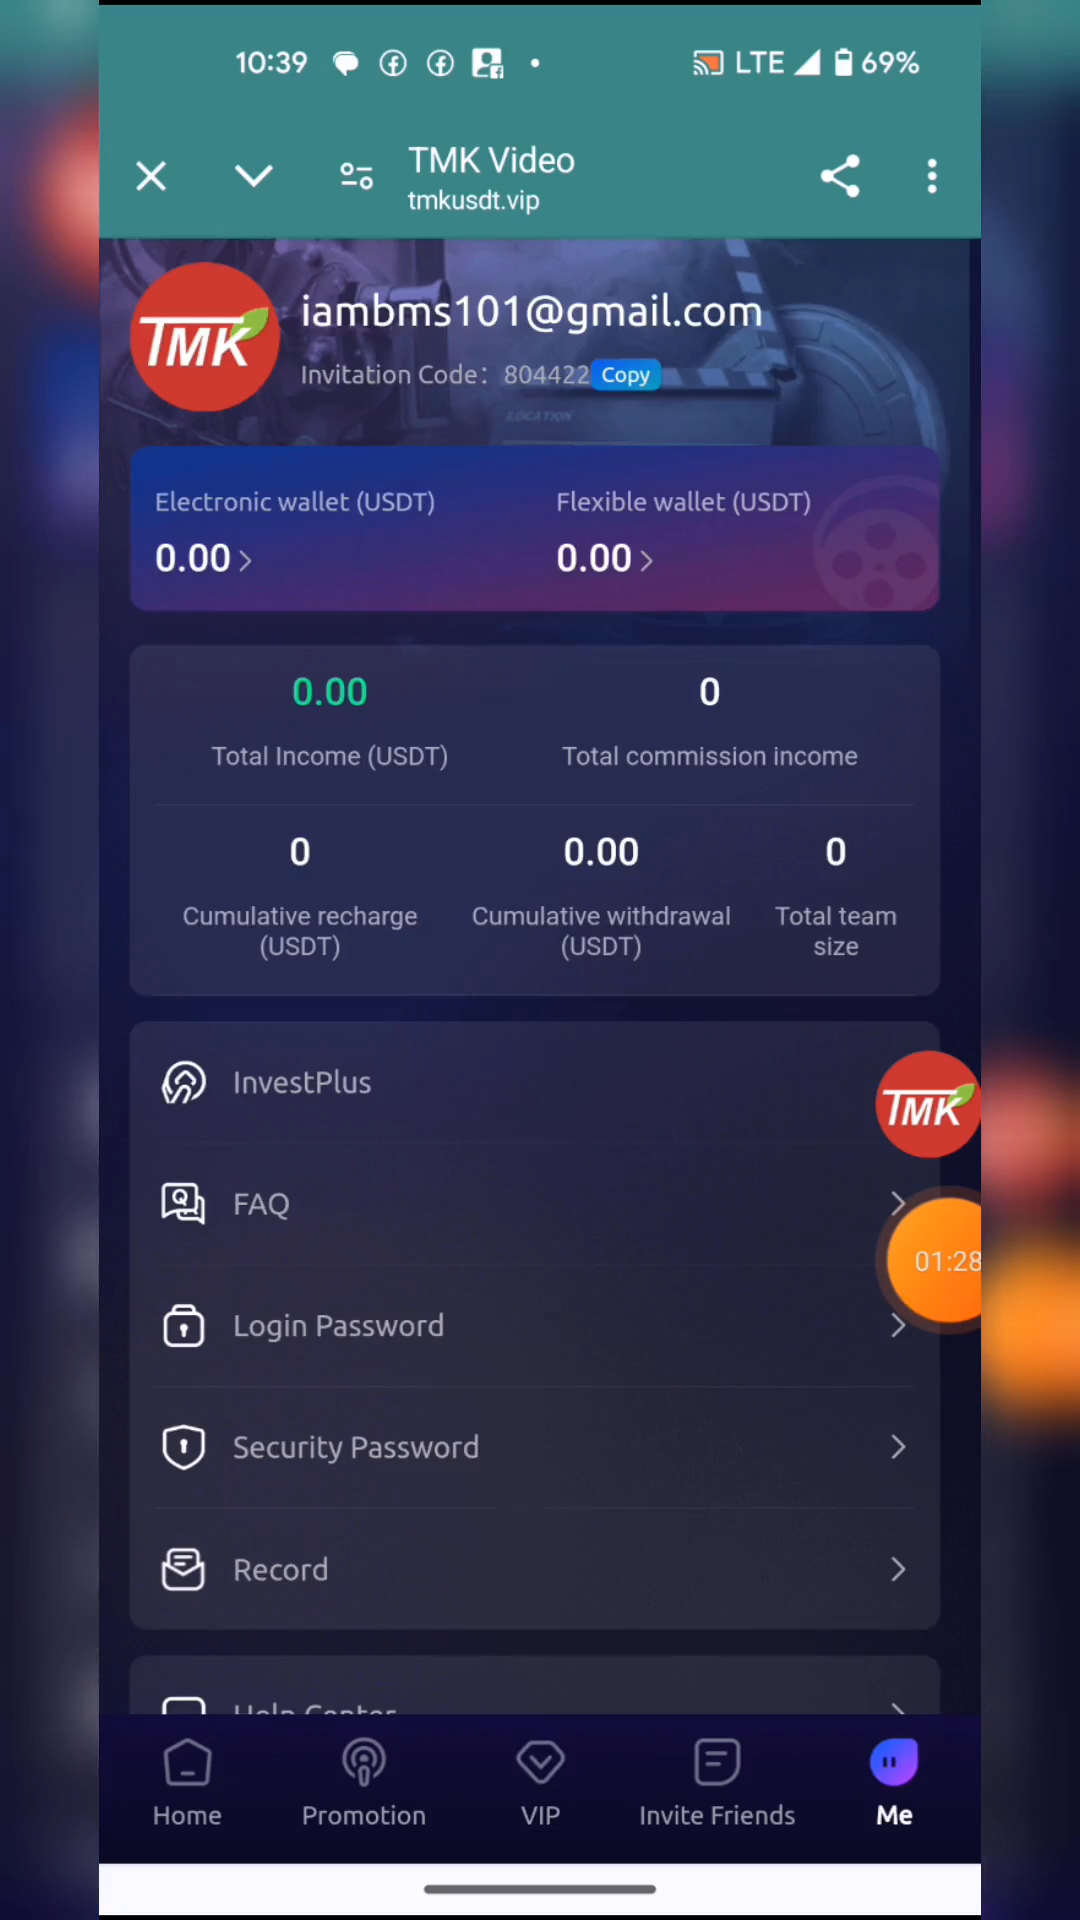 10:39
LTE 69%
TMK Video
tmkusdt.vip
TMK
iambms101@gmail.com
Invitation Code: 804422 Copy
LOCATION
Electronic wallet (USDT)
Flexible wallet (USDT)
0.00
0.00
0.00
0
Total Income (USDT)
Total commission income
0
0.00
0
Cumulative recharge
(USDT)
Cumulative withdrawal
(USDT)
Total team
size
InvestPlus
TMK
FAQ
01:28
Login Password
Security Password
Record
Help Center
Home
Promotion
VIP
Invite Friends
Me